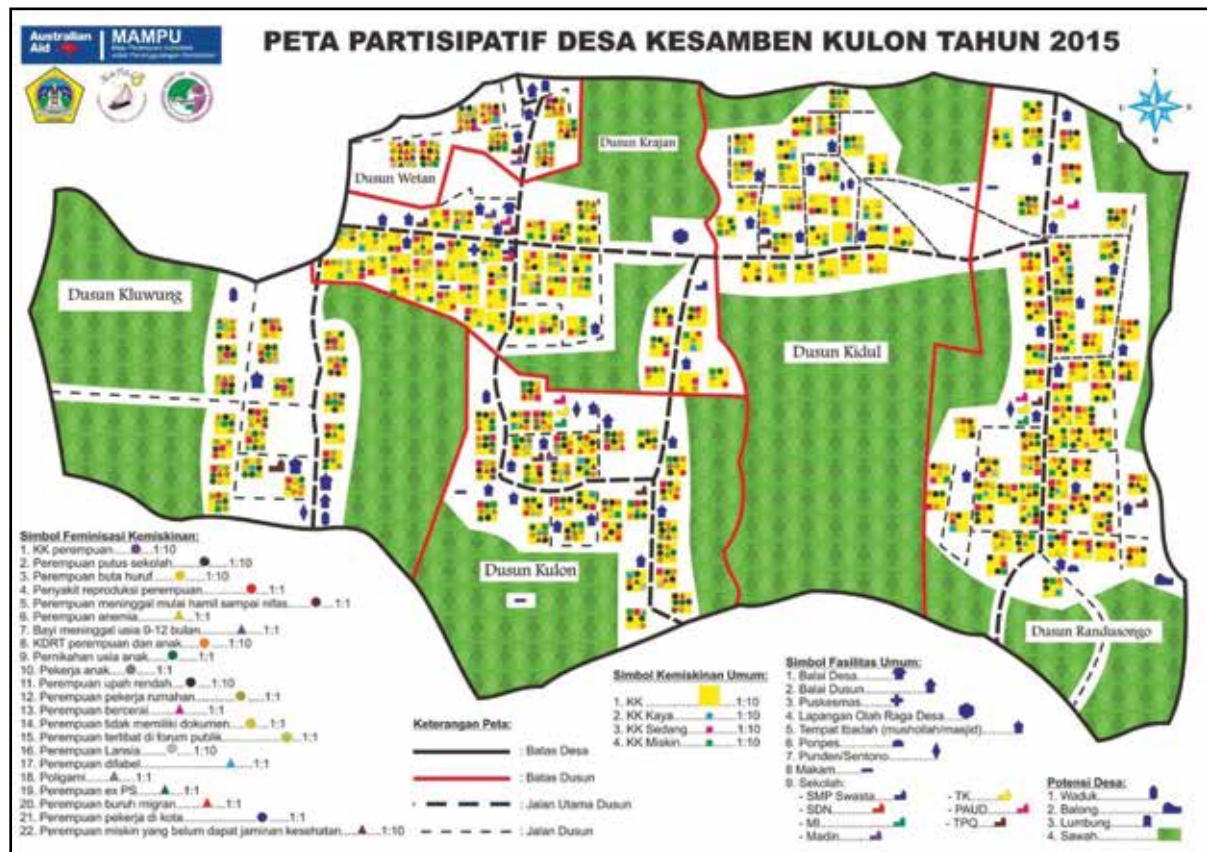 Australian
Aid
MAMPU
PETA PARTISIPATIF DESA KESAMBEN KULON TAHUN 2015
Dusun Krajan
Dusun Wetan
Dusun Kluwung
Dusun Kidul
Dusun Kulon
Dusun Randusongo
Simbol Feminisasi Kemiskinan:
1. KK perempuan......1:10
2. Perempuan putus sekolah......1:10
3. Perempuan buta huruf......1:10
4. Penyakit reproduksi perempuan......1:1
5. Perempuan meninggal mulai hamil sampai nifas......1:1
6. Perempuan anemia......1:1
7. Bayi meninggal usia 0-12 bulan......1:1
8. KDRT perempuan dan anak......1:10
9. Pernikahan usia anak......1:1
10. Pekerja anak......1:1
11. Perempuan upah rendah......1:10
12. Perempuan pekerja rumahan......1:1
13. Perempuan bercerai......1:1
14. Perempuan tidak memiliki dokumen......1:1
15. Perempuan terlibat di forum publik......1:1
16. Perempuan Lansia......1:10
17. Perempuan difabel......1:1
18. Poligami......1:1
19. Perempuan ex PS......1:1
20. Perempuan buruh migran......1:1
21. Perempuan pekerja di kota......1:1
22. Perempuan miskin yang belum dapat jaminan kesehatan......1:10
Keterangan Peta:
: Batas Desa
: Batas Dusun
: Jalan Utama Dusun
: Jalan Dusun
Simbol Kemiskinan Umum:
1. KK......1:10
2. KK Kaya......1:10
3. KK Sedang......1:10
4. KK Miskin......1:10
Simbol Fasilitas Umum:
1. Balai Desa
2. Balai Dusun
3. Puskesmas
4. Lapangan Olah Raga Desa
5. Tempat Ibadah (mushollah/masjid)
6. Ponpes
7. Punden/Sentono
8 Makam
9. Sekolah:
- SMP Swasta
- SDN
- MI
- Madin
- TK
- PAUD
- TPQ
Potensi Desa:
1. Waduk
2. Balong
3. Lumbung
4. Sawah